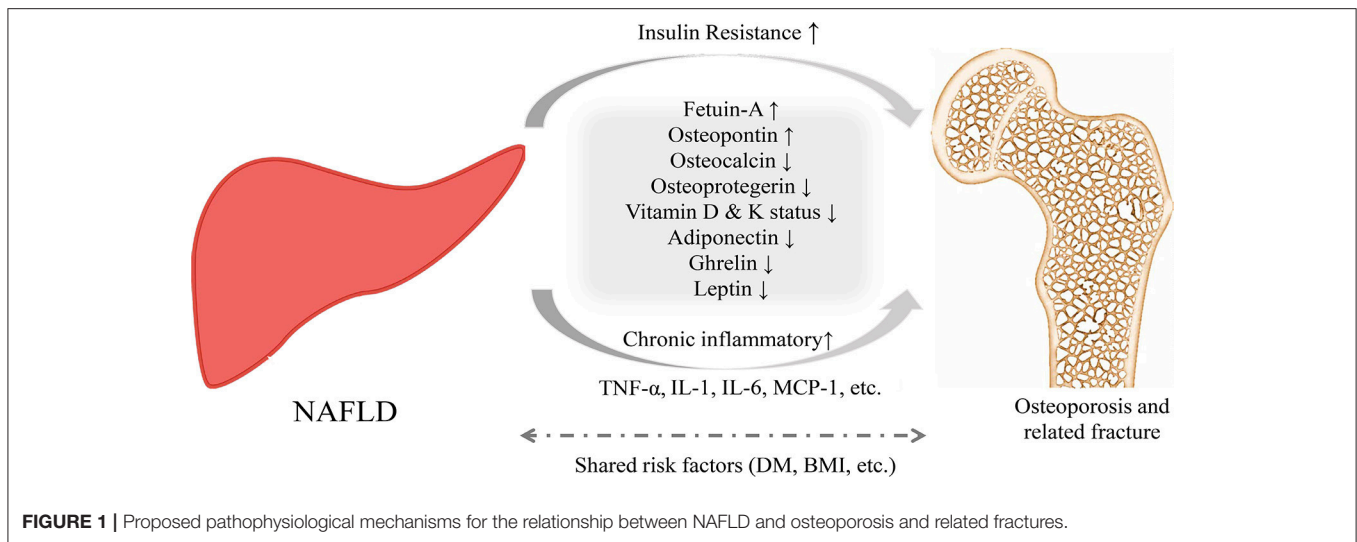 Insulin Resistance ↑
Fetuin-A ↑
Osteopontin ↑
Osteocalcin ↓
Osteoprotegerin ↓
Vitamin D & K status ↓
Adiponectin ↓
Ghrelin ↓
Leptin ↓
Chronic inflammatory↑
TNF-α, IL-1, IL-6, MCP-1, etc.
NAFLD
Osteoporosis and
related fracture
Shared risk factors (DM, BMI, etc.)
FIGURE 1 | Proposed pathophysiological mechanisms for the relationship between NAFLD and osteoporosis and related fractures.